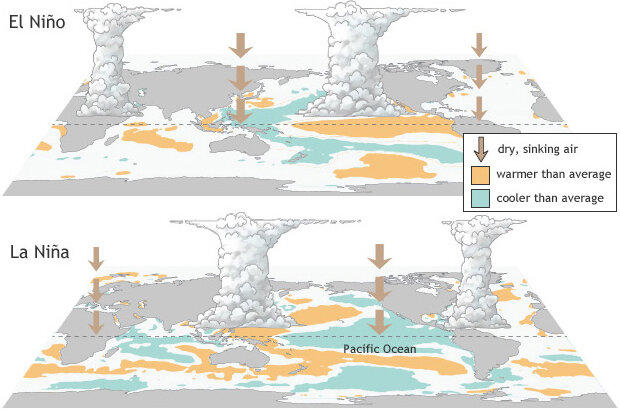 El Niño
dry, sinking air
warmer than average
cooler than average
La Niña
Pacific Ocean